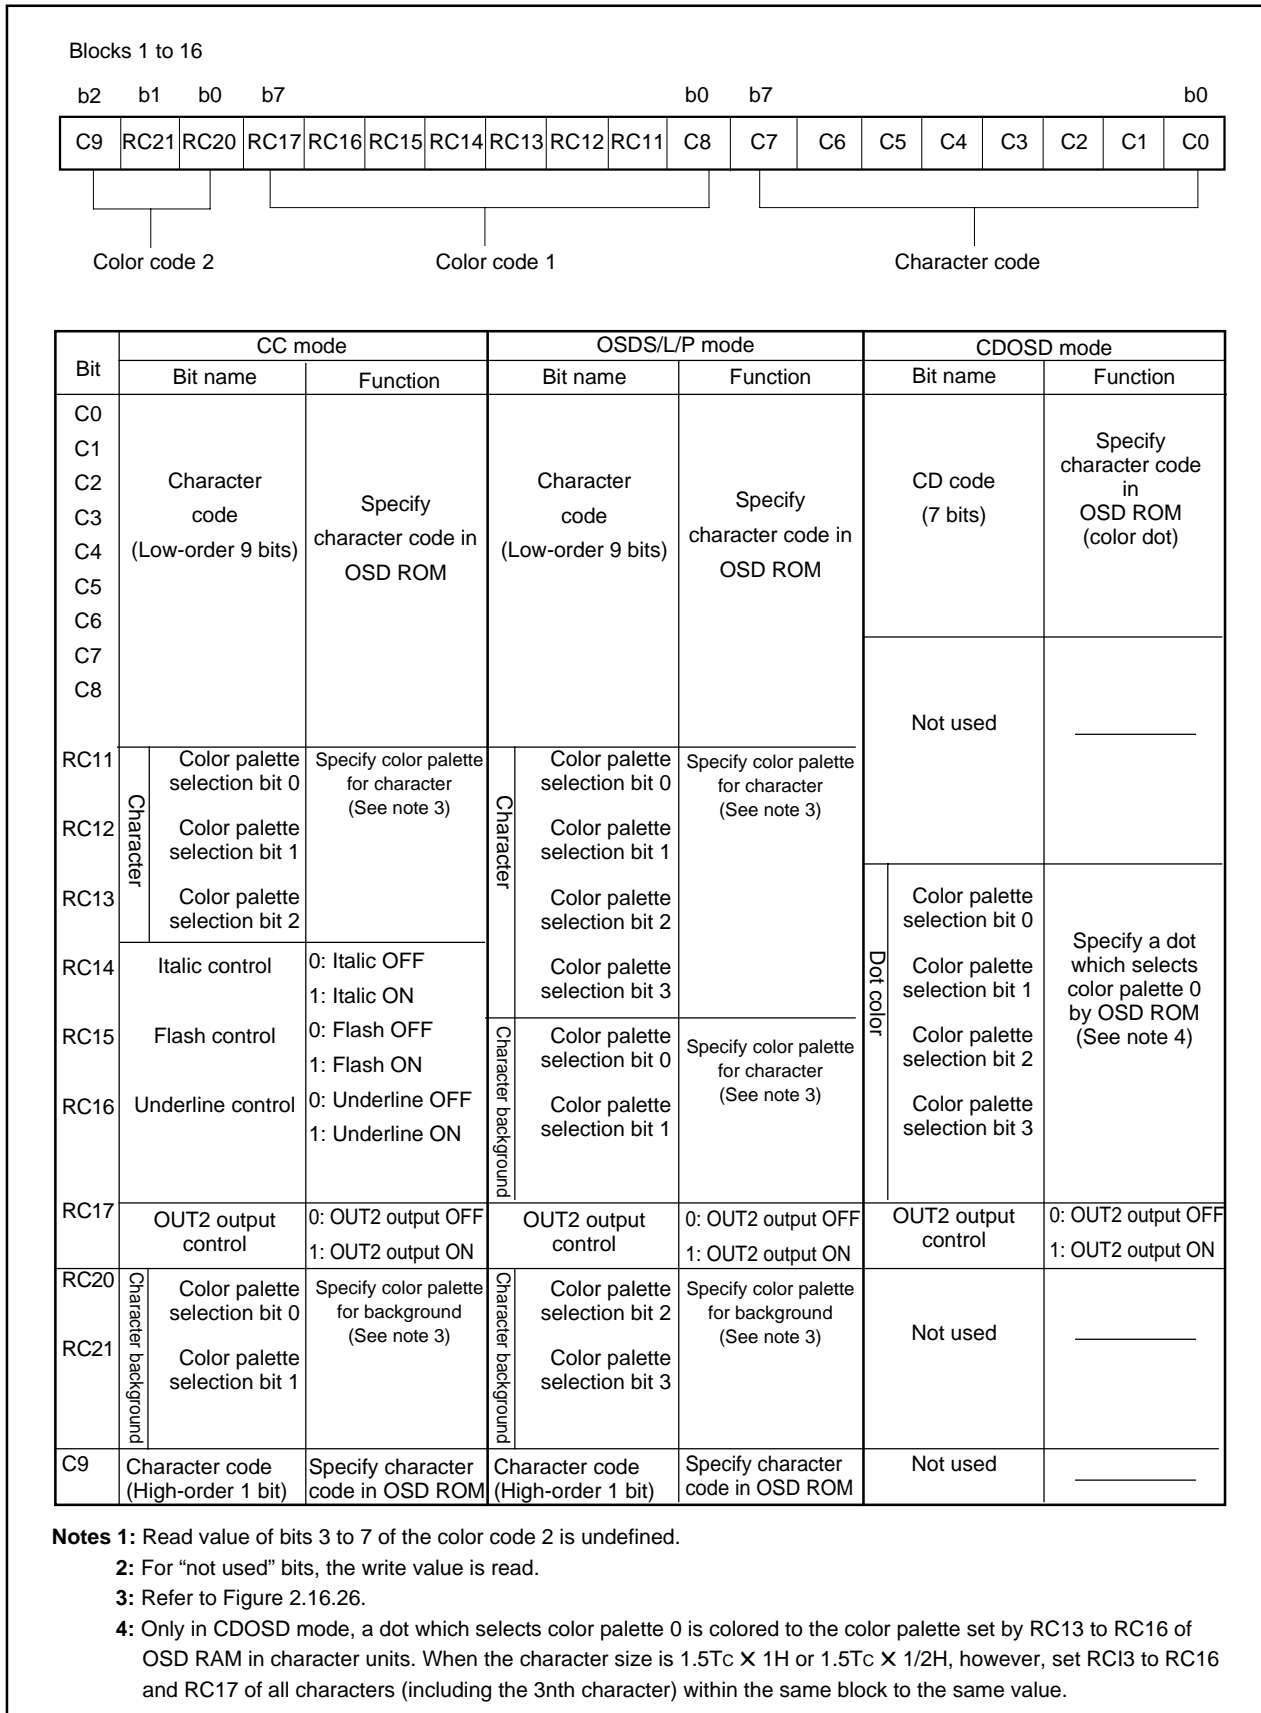 Blocks 1 to 16
b2 b1 b0 b7 b0 b7 b0
C9 RC21 RC20 RC17 RC16 RC15 RC14 RC13 RC12 RC11 C8 C7 C6 C5 C4 C3 C2 C1 C0
Color code 2 Color code 1 Character code
Bit
CC mode
OSDS/L/P mode
CDOSD mode
Bit name Function Bit name Function Bit name Function
C0
C1
C2
C3
C4
C5
C6
C7
C8
Character
code
(Low-order 9 bits)
Specify
character code in
OSD ROM
Character
code
(Low-order 9 bits)
Specify
character code in
OSD ROM
CD code
(7 bits)
Specify
character code
in
OSD ROM
(color dot)
Not used
RC11
RC12
RC13
Character
Color palette
selection bit 0
Color palette
selection bit 1
Color palette
selection bit 2
Specify color palette
for character
(See note 3)
Character
Color palette
selection bit 0
Color palette
selection bit 1
Color palette
selection bit 2
Color palette
selection bit 3
Specify color palette
for character
(See note 3)
Dot color
Color palette
selection bit 0
Color palette
selection bit 1
Color palette
selection bit 2
Color palette
selection bit 3
Specify a dot
which selects
color palette 0
by OSD ROM
(See note 4)
RC14
Italic control
0: Italic OFF
1: Italic ON
RC15
Flash control
0: Flash OFF
1: Flash ON
RC16
Underline control
0: Underline OFF
1: Underline ON
Character background
Color palette
selection bit 0
Color palette
selection bit 1
Specify color palette
for character
(See note 3)
RC17
OUT2 output
control
0: OUT2 output OFF
1: OUT2 output ON
OUT2 output
control
0: OUT2 output OFF
1: OUT2 output ON
OUT2 output
control
0: OUT2 output OFF
1: OUT2 output ON
RC20
RC21
Character background
Color palette
selection bit 0
Color palette
selection bit 1
Specify color palette
for background
(See note 3)
Character background
Color palette
selection bit 2
Color palette
selection bit 3
Specify color palette
for background
(See note 3)
Not used
C9
Character code
(High-order 1 bit)
Specify character
code in OSD ROM
Character code
(High-order 1 bit)
Specify character
code in OSD ROM
Not used
Notes 1: Read value of bits 3 to 7 of the color code 2 is undefined.
2: For “not used” bits, the write value is read.
3: Refer to Figure 2.16.26.
4: Only in CDOSD mode, a dot which selects color palette 0 is colored to the color palette set by RC13 to RC16 of
OSD RAM in character units. When the character size is 1.5TC ✕ 1H or 1.5TC ✕ 1/2H, however, set RCI3 to RC16
and RC17 of all characters (including the 3nth character) within the same block to the same value.